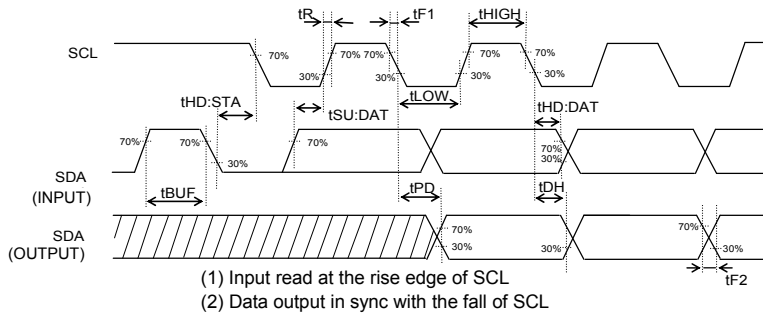 tR tF1 tHIGH
SCL 70% 70% 70% 70% 70%
30% 30% 30% 30%
tHD:STA tLOW tHD:DAT
tSU:DAT
70% 70% 30% 70% 70% 30%
SDA
(INPUT)
tBUF tPD tDH
SDA
(OUTPUT)
70% 30% 30% 70% 30%
tF2
(1) Input read at the rise edge of SCL
(2) Data output in sync with the fall of SCL